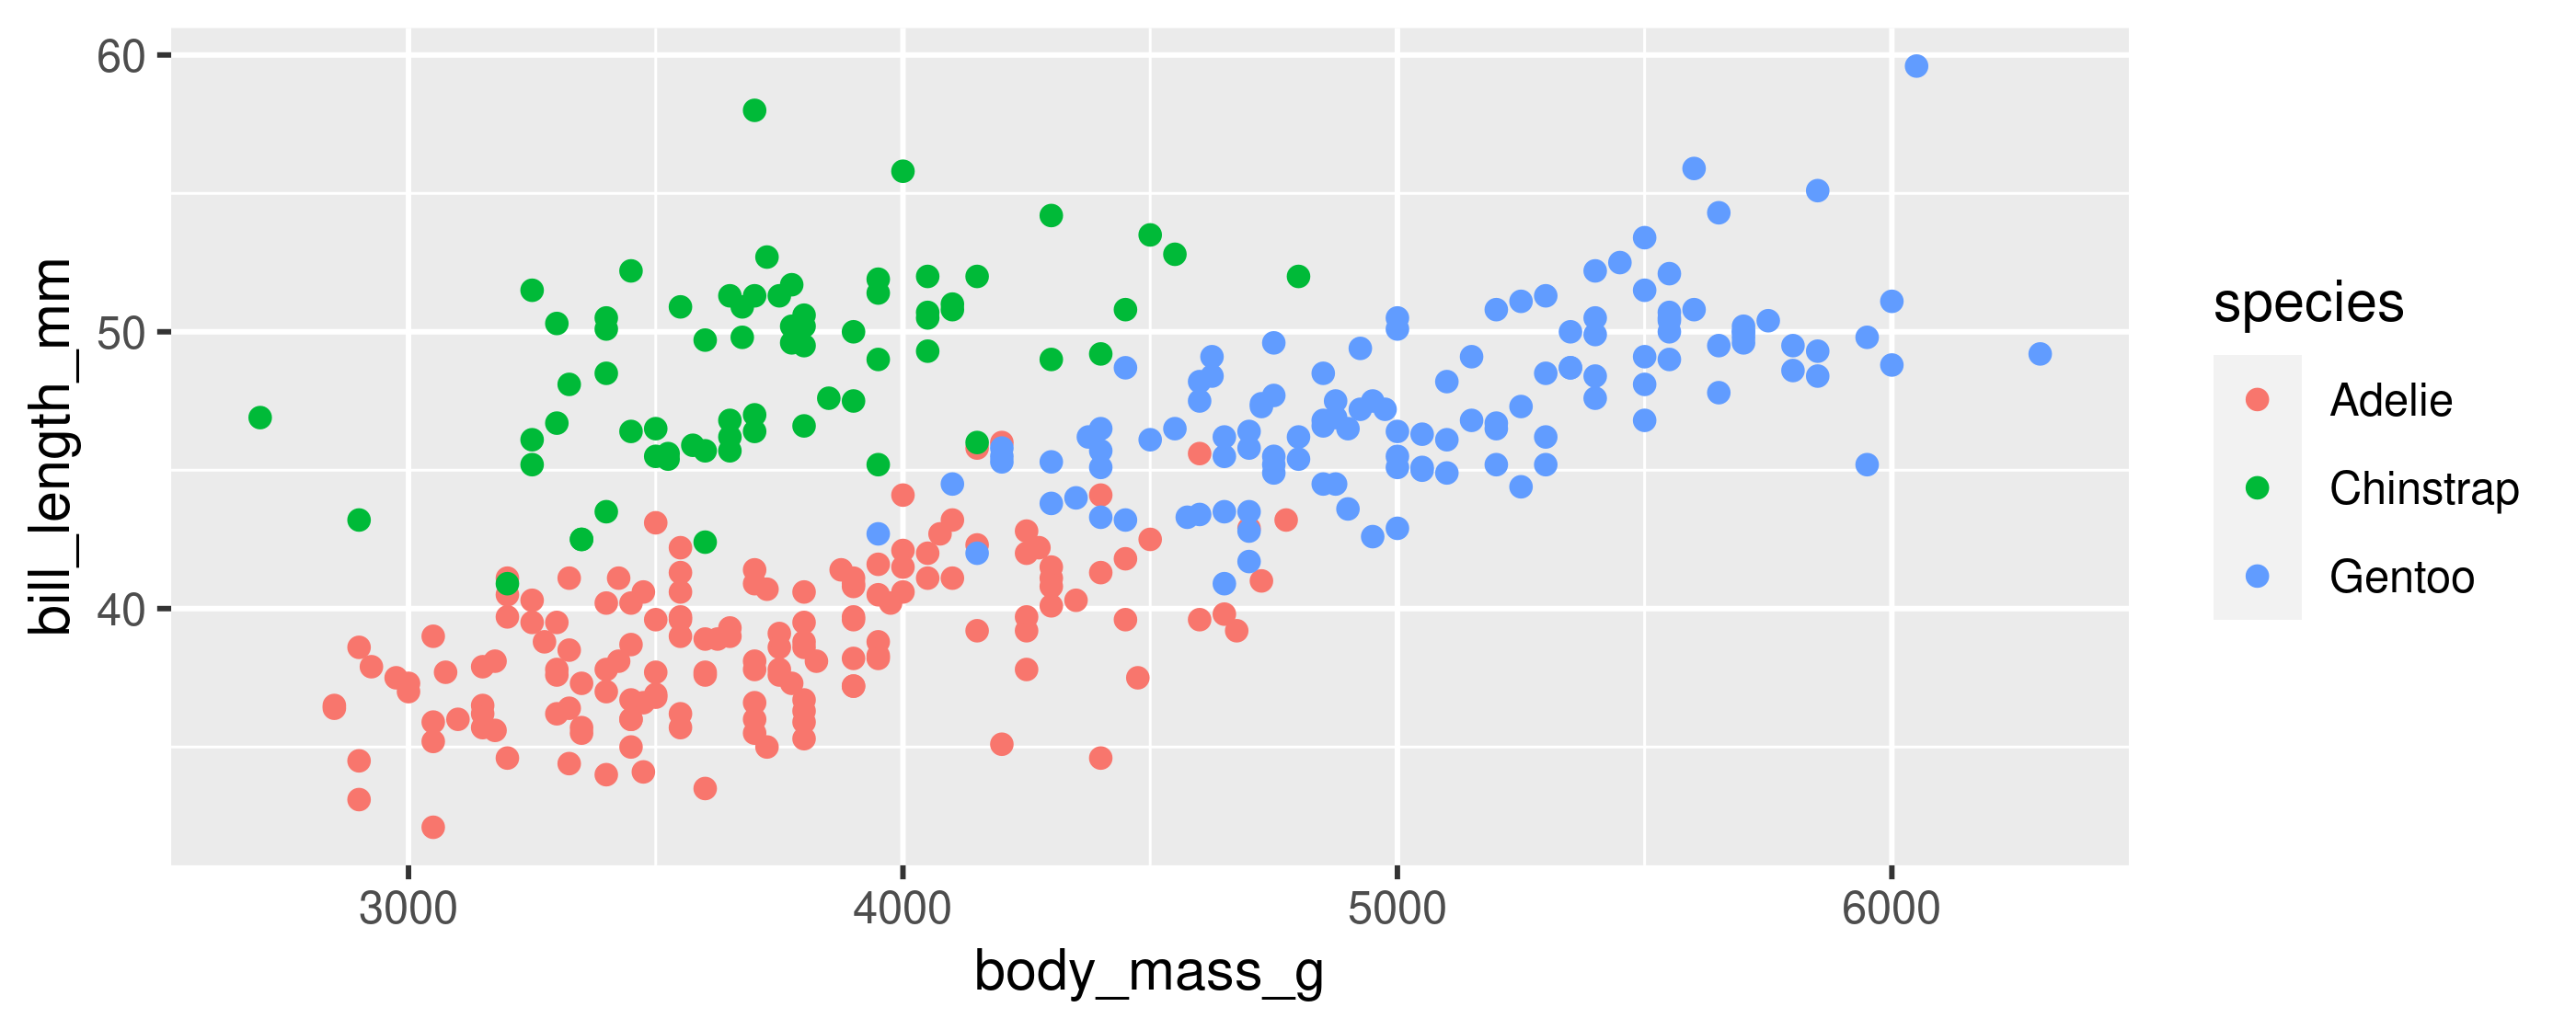 60
50
40
bill_length_mm
3000 4000 5000 6000
body_mass_g
species
Adelie
Chinstrap
Gentoo